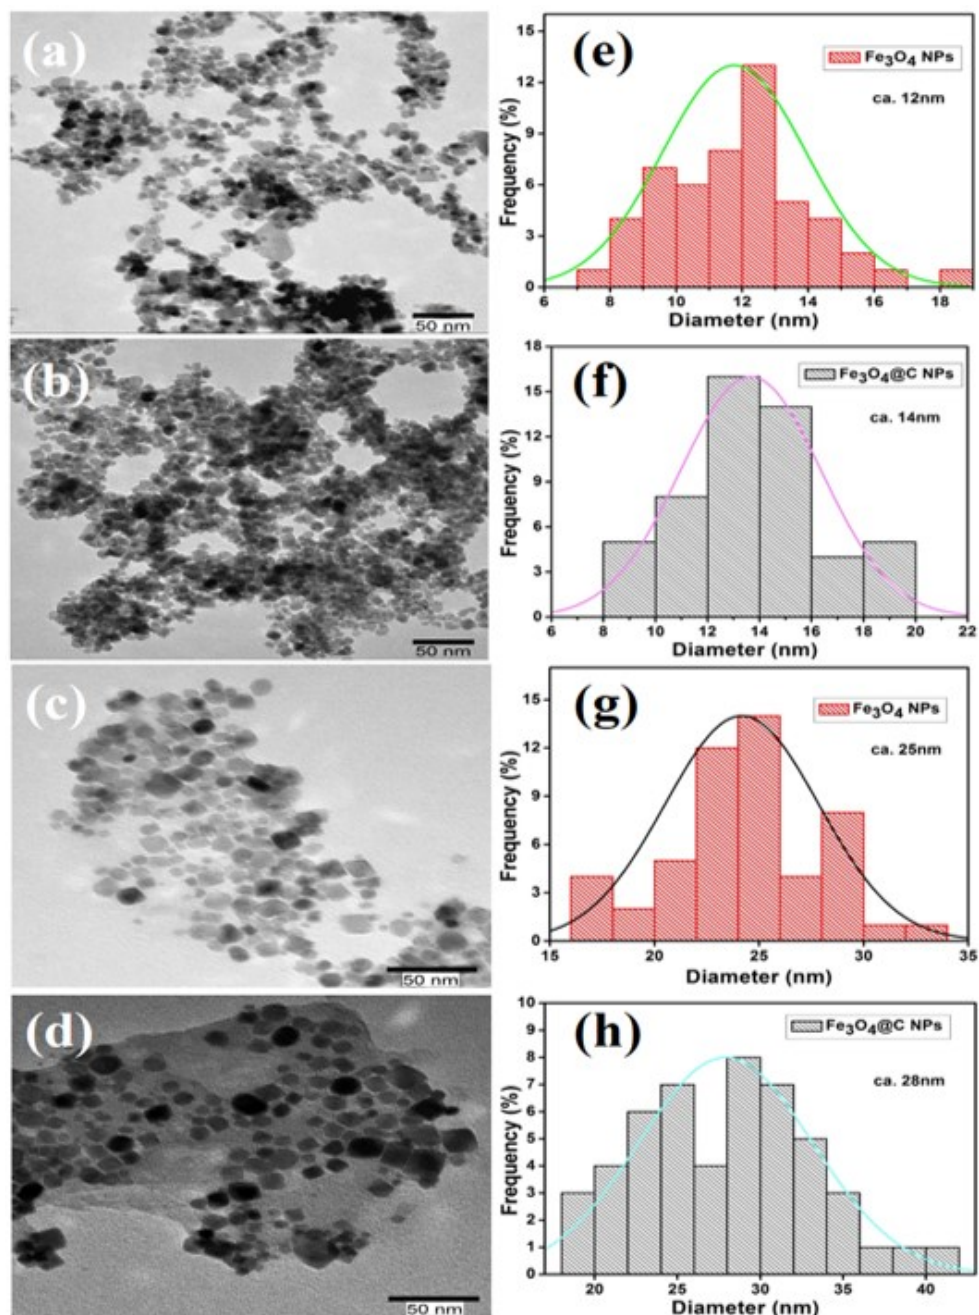 (a)
50 nm
(e)
Fe₃O₄ NPs
ca. 12nm
Frequency (%)
15
12
9
6
3
0
6 8 10 12 14 16 18
Diameter (nm)
(b)
50 nm
(f)
Fe₃O₄@C NPs
ca. 14nm
Frequency (%)
18
15
12
9
6
3
0
6 8 10 12 14 16 18 20 22
Diameter (nm)
(c)
50 nm
(g)
Fe₃O₄ NPs
ca. 25nm
Frequency (%)
15
12
9
6
3
0
15 20 25 30 35
Diameter (nm)
(d)
50 nm
(h)
Fe₃O₄@C NPs
ca. 28nm
Frequency (%)
10
9
8
7
6
5
4
3
2
1
0
20 25 30 35 40
Diameter (nm)